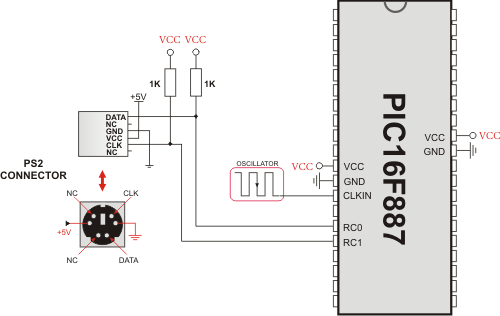 VCC VCC
1K 1K
+5V
DATA
NC
GND
VCC
CLK
NC
PS2
CONNECTOR
NC CLK
+5V
NC DATA
OSCILLATOR
VCC
VCC
GND
CLKIN
RC0
RC1
PIC16F887
VCC
GND
VCC